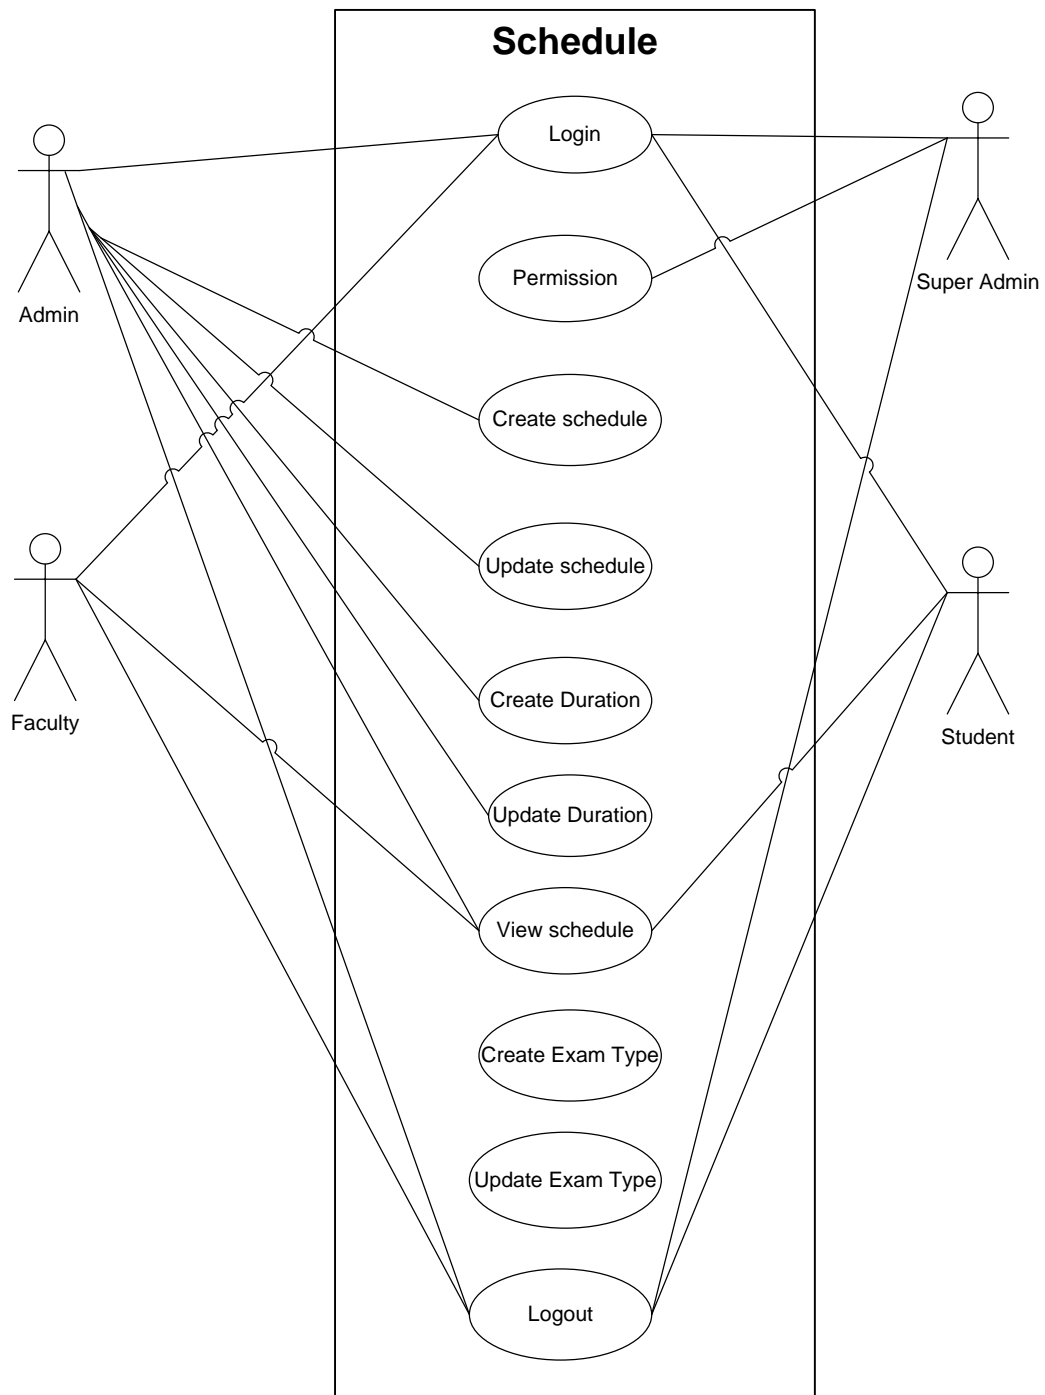 Schedule
Login
Permission
Super Admin
Admin
Create schedule
Update schedule
Create Duration
Faculty
Student
Update Duration
View schedule
Create Exam Type
Update Exam Type
Logout